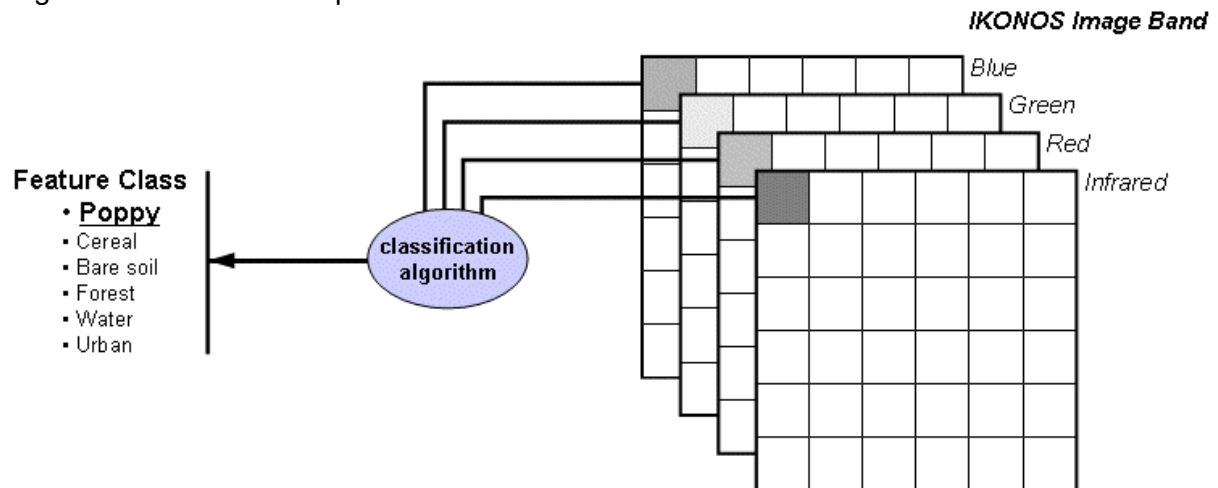 IKONOS Image Band
Blue
Green
Red
Infrared
Feature Class
• Poppy
▪ Cereal
▪ Bare soil
▪ Forest
▪ Water
▪ Urban
classification
algorithm